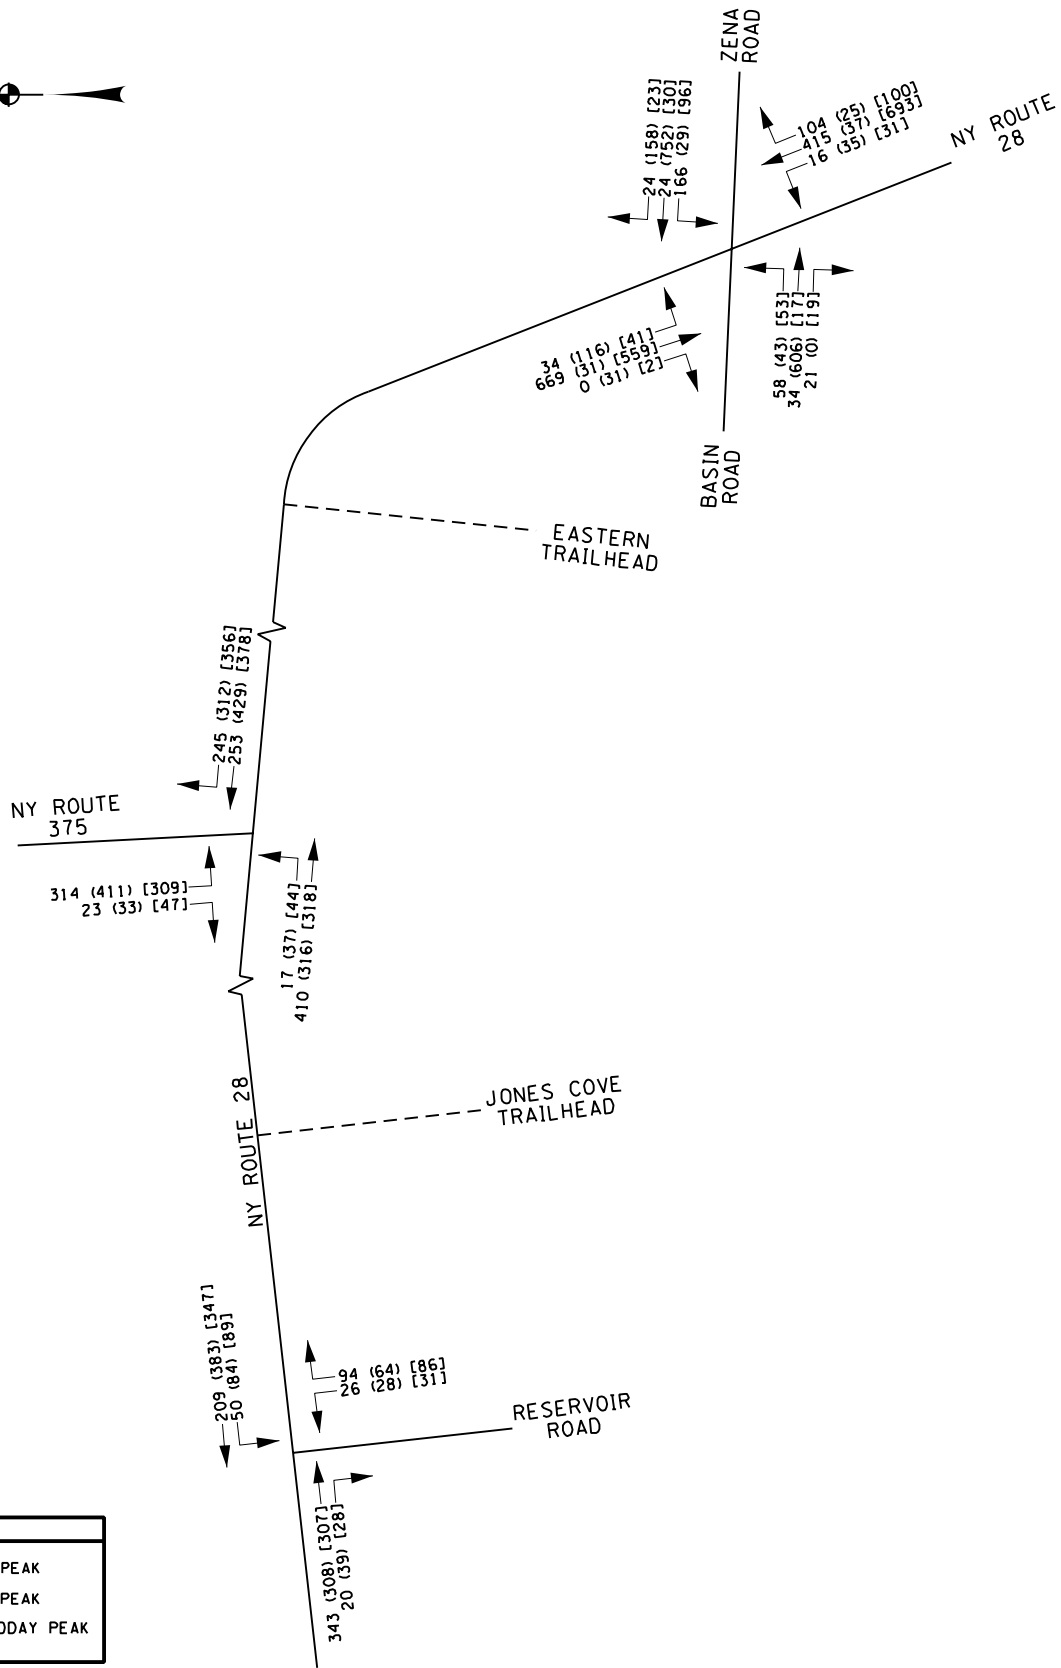 ZENA
ROAD
24 (158) [23]
24 (752) [30]
166 (29) [96]
104 (25) [100]
415 (37) [693]
16 (35) [31]
NY ROUTE
28
34 (116) [41]
669 (31) [559]
0 (31) [2]
58 (43) [53]
34 (606) [17]
21 (0) [19]
BASIN
ROAD
EASTERN
TRAILHEAD
245 (312) [356]
253 (429) [378]
NY ROUTE
375
314 (411) [309]
23 (33) [47]
17 (37) [44]
410 (316) [318]
JONES COVE
TRAILHEAD
NY ROUTE 28
209 (383) [347]
50 (84) [89]
94 (64) [86]
26 (28) [31]
RESERVOIR
ROAD
343 (308) [307]
20 (39) [28]
PEAK
PEAK
ODAY PEAK